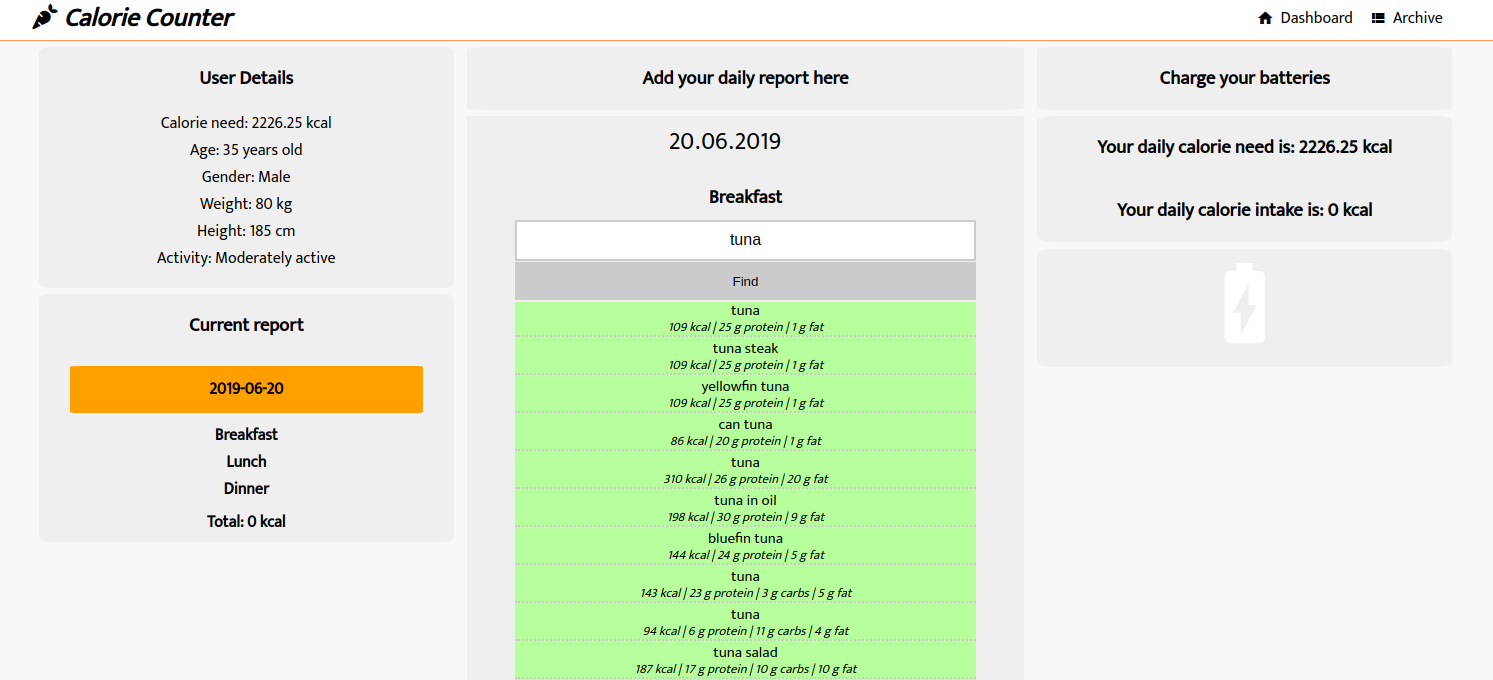 Calorie Counter
Dashboard
Archive
User Details
Calorie need: 2226.25 kcal
Age: 35 years old
Gender: Male
Weight: 80 kg
Height: 185 cm
Activity: Moderately active
Current report
2019-06-20
Breakfast
Lunch
Dinner
Total: 0 kcal
Add your daily report here
20.06.2019
Breakfast
tuna
Find
tuna
109 kcal | 25 g protein | 1 g fat
tuna steak
109 kcal | 25 g protein | 1 g fat
yellowfin tuna
109 kcal | 25 g protein | 1 g fat
can tuna
86 kcal | 20 g protein | 1 g fat
tuna
310 kcal | 26 g protein | 20 g fat
tuna in oil
198 kcal | 30 g protein | 9 g fat
bluefin tuna
144 kcal | 24 g protein | 5 g fat
tuna
143 kcal | 23 g protein | 3 g carbs | 5 g fat
tuna
94 kcal | 6 g protein | 11 g carbs | 4 g fat
tuna salad
187 kcal | 17 g protein | 10 g carbs | 10 g fat
Charge your batteries
Your daily calorie need is: 2226.25 kcal
Your daily calorie intake is: 0 kcal